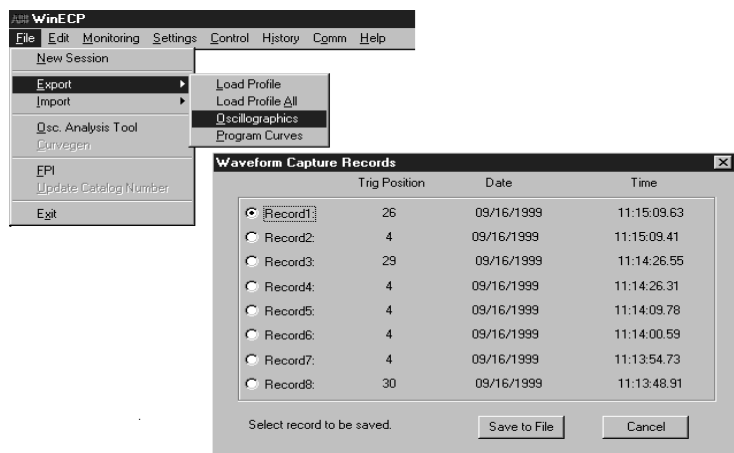 ABB WinECP
File Edit Monitoring Settings Control History Comm Help
New Session
Export
Import
Osc. Analysis Tool
Curvegen
FPI
Update Catalog Number
Exit
Load Profile
Load Profile All
Oscillographics
Program Curves
Waveform Capture Records
Trig Position Date Time
Record1: 26 09/16/1999 11:15:09.63
Record2: 4 09/16/1999 11:15:09.41
Record3: 29 09/16/1999 11:14:26.55
Record4: 4 09/16/1999 11:14:26.31
Record5: 4 09/16/1999 11:14:09.78
Record6: 4 09/16/1999 11:14:00.59
Record7: 4 09/16/1999 11:13:54.73
Record8: 30 09/16/1999 11:13:48.91
Select record to be saved. Save to File Cancel